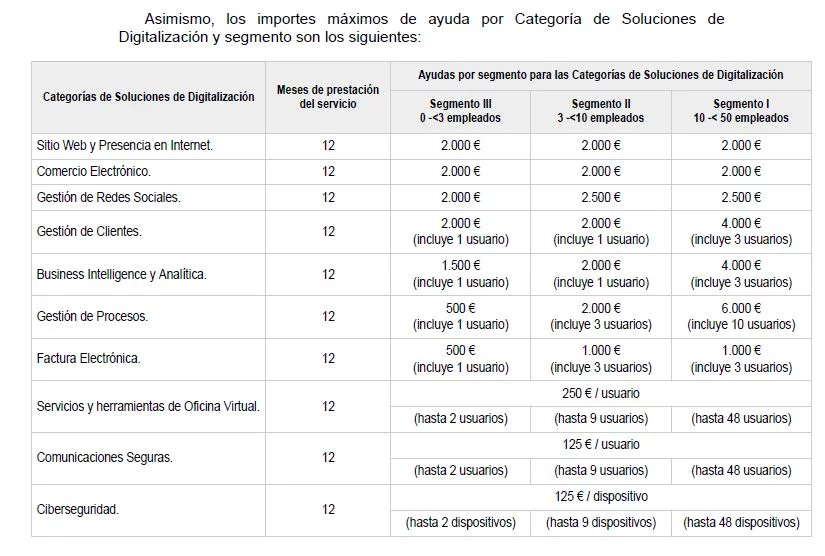 Asimismo, los importes máximos de ayuda por Categoría de Soluciones de
Digitalización y segmento son los siguientes:
Categorías de Soluciones de Digitalización
Meses de prestación
del servicio
Ayudas por segmento para las Categorías de Soluciones de Digitalización
Segmento III
0 -<3 empleados
Segmento II
3 -<10 empleados
Segmento I
10 -< 50 empleados
Sitio Web y Presencia en Internet. 12 2.000 € 2.000 € 2.000 €
Comercio Electrónico. 12 2.000 € 2.000 € 2.000 €
Gestión de Redes Sociales. 12 2.000 € 2.500 € 2.500 €
Gestión de Clientes. 12
2.000 € 2.000 € 4.000 €
(incluye 1 usuario) (incluye 1 usuario) (incluye 3 usuarios)
Business Intelligence y Analítica. 12
1.500 € 2.000 € 4.000 €
(incluye 1 usuario) (incluye 1 usuario) (incluye 3 usuarios)
Gestión de Procesos. 12
500 € 2.000 € 6.000 €
(incluye 1 usuario) (incluye 3 usuarios) (incluye 10 usuarios)
Factura Electrónica. 12
500 € 1.000 € 1.000 €
(incluye 1 usuario) (incluye 3 usuarios) (incluye 3 usuarios)
Servicios y herramientas de Oficina Virtual. 12
250 € / usuario
(hasta 2 usuarios) (hasta 9 usuarios) (hasta 48 usuarios)
Comunicaciones Seguras. 12
125 € / usuario
(hasta 2 usuarios) (hasta 9 usuarios) (hasta 48 usuarios)
Ciberseguridad. 12
125 € / dispositivo
(hasta 2 dispositivos) (hasta 9 dispositivos) (hasta 48 dispositivos)